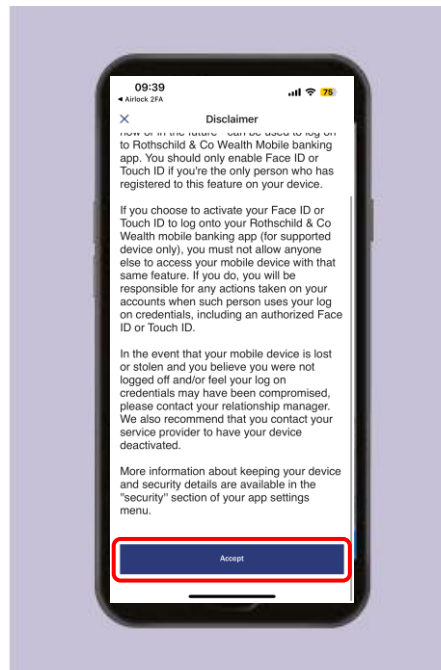 09:39
75
◀ Airlock 2FA
Disclaimer
now or in the future - can be used to log on
to Rothschild & Co Wealth Mobile banking
app. You should only enable Face ID or
Touch ID if you're the only person who has
registered to this feature on your device.
If you choose to activate your Face ID or
Touch ID to log onto your Rothschild & Co
Wealth mobile banking app (for supported
device only), you must not allow anyone
else to access your mobile device with that
same feature. If you do, you will be
responsible for any actions taken on your
accounts when such person uses your log
on credentials, including an authorized Face
ID or Touch ID.
In the event that your mobile device is lost
or stolen and you believe you were not
logged off and/or feel your log on
credentials may have been compromised,
please contact your relationship manager.
We also recommend that you contact your
service provider to have your device
deactivated.
More information about keeping your device
and security details are available in the
"security" section of your app settings
menu.
Accept